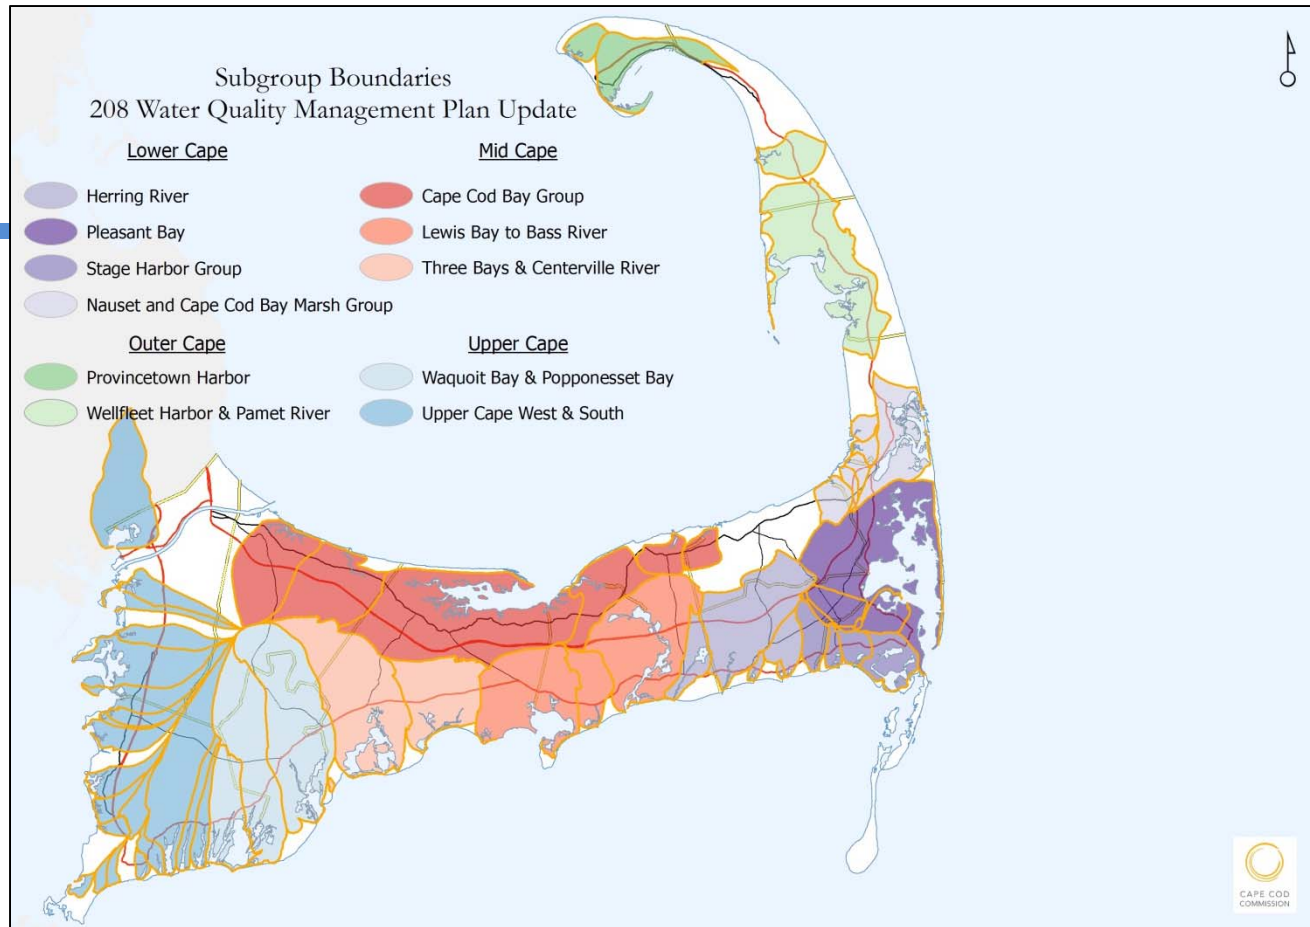 Subgroup Boundaries
208 Water Quality Management Plan Update
Lower Cape
Herring River
Pleasant Bay
Stage Harbor Group
Nauset and Cape Cod Bay Marsh Group
Mid Cape
Cape Cod Bay Group
Lewis Bay to Bass River
Three Bays & Centerville River
Outer Cape
Provincetown Harbor
Wellfleet Harbor & Pamet River
Upper Cape
Waquoit Bay & Popponesset Bay
Upper Cape West & South
CAPE COD
COMMISSION